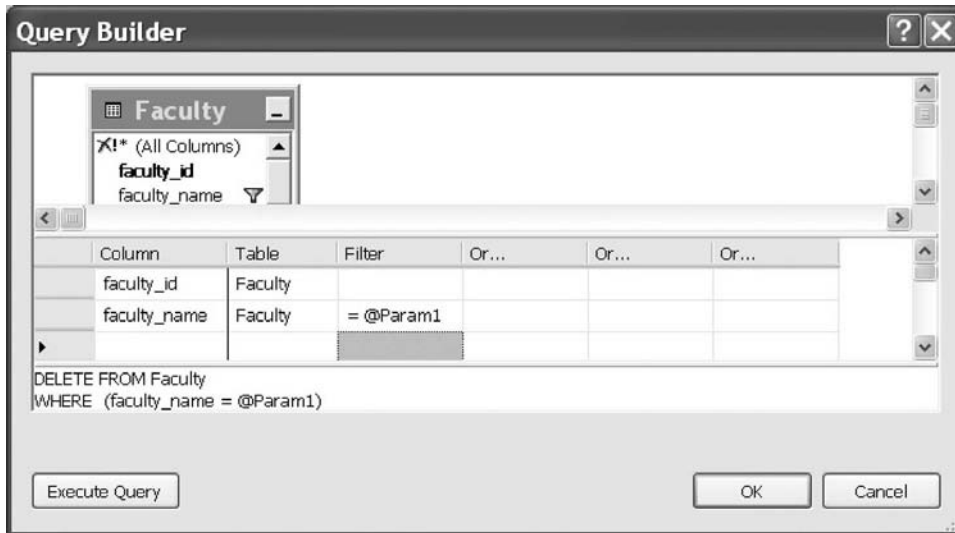 Query Builder
Faculty
* (All Columns)
faculty_id
faculty_name
Column Table Filter Or... Or... Or...
faculty_id Faculty
faculty_name Faculty = @Param1
DELETE FROM Faculty
WHERE (faculty_name = @Param1)
Execute Query OK Cancel